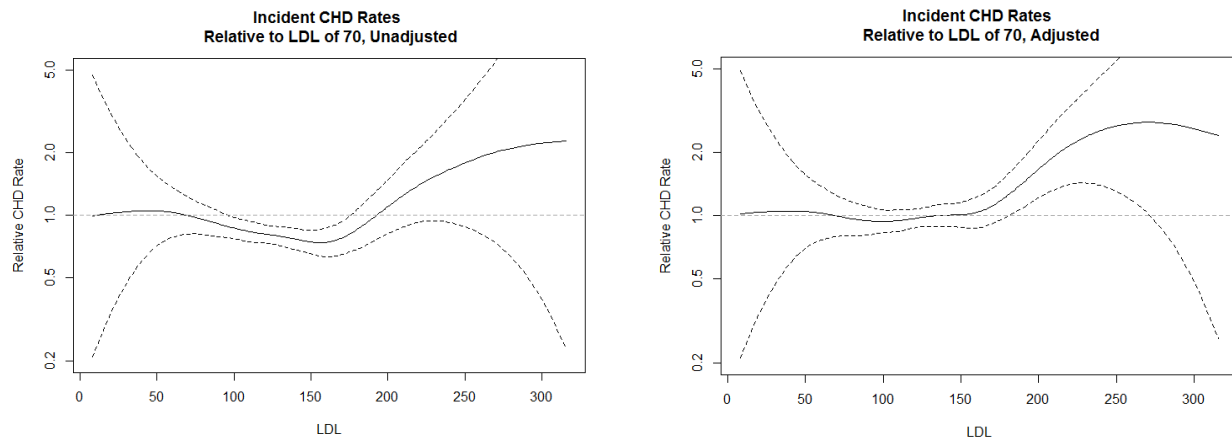 Incident CHD Rates
Relative to LDL of 70, Unadjusted
Relative CHD Rate
5.0
2.0
1.0
0.5
0.2
0 50 100 150 200 250 300
LDL
Incident CHD Rates
Relative to LDL of 70, Adjusted
Relative CHD Rate
5.0
2.0
1.0
0.5
0.2
0 50 100 150 200 250 300
LDL